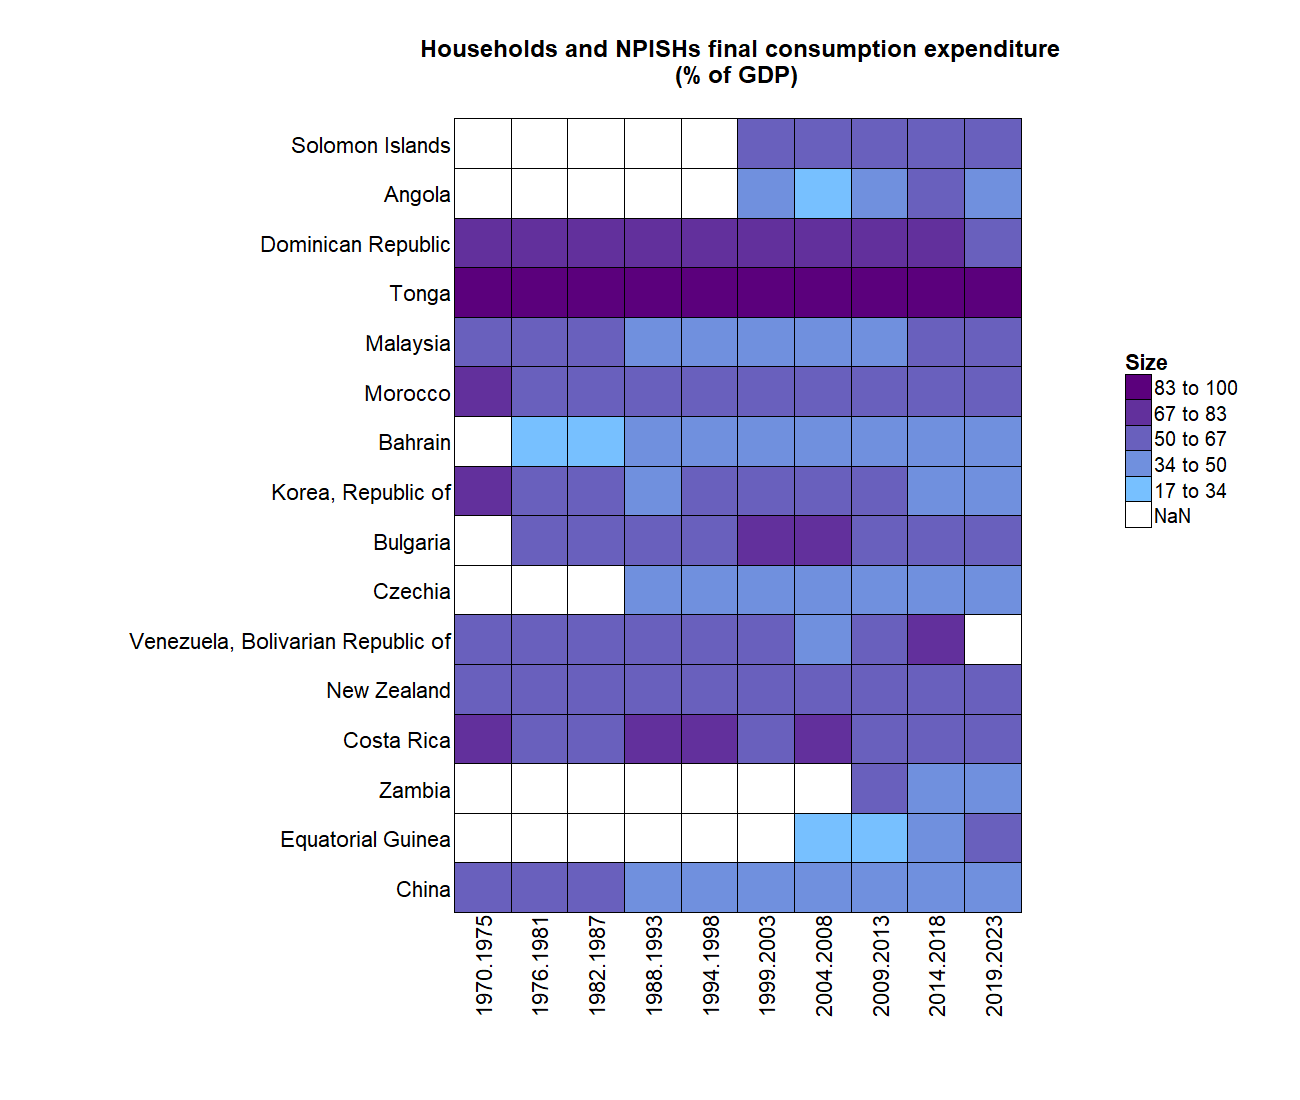 Households and NPISHs final consumption expenditure
(% of GDP)
Solomon Islands
Angola
Dominican Republic
Tonga
Malaysia
Morocco
Bahrain
Korea, Republic of
Bulgaria
Czechia
Venezuela, Bolivarian Republic of
New Zealand
Costa Rica
Zambia
Equatorial Guinea
China
1970.1975
1976.1981
1982.1987
1988.1993
1994.1998
1999.2003
2004.2008
2009.2013
2014.2018
2019.2023
Size
83 to 100
67 to 83
50 to 67
34 to 50
17 to 34
NaN